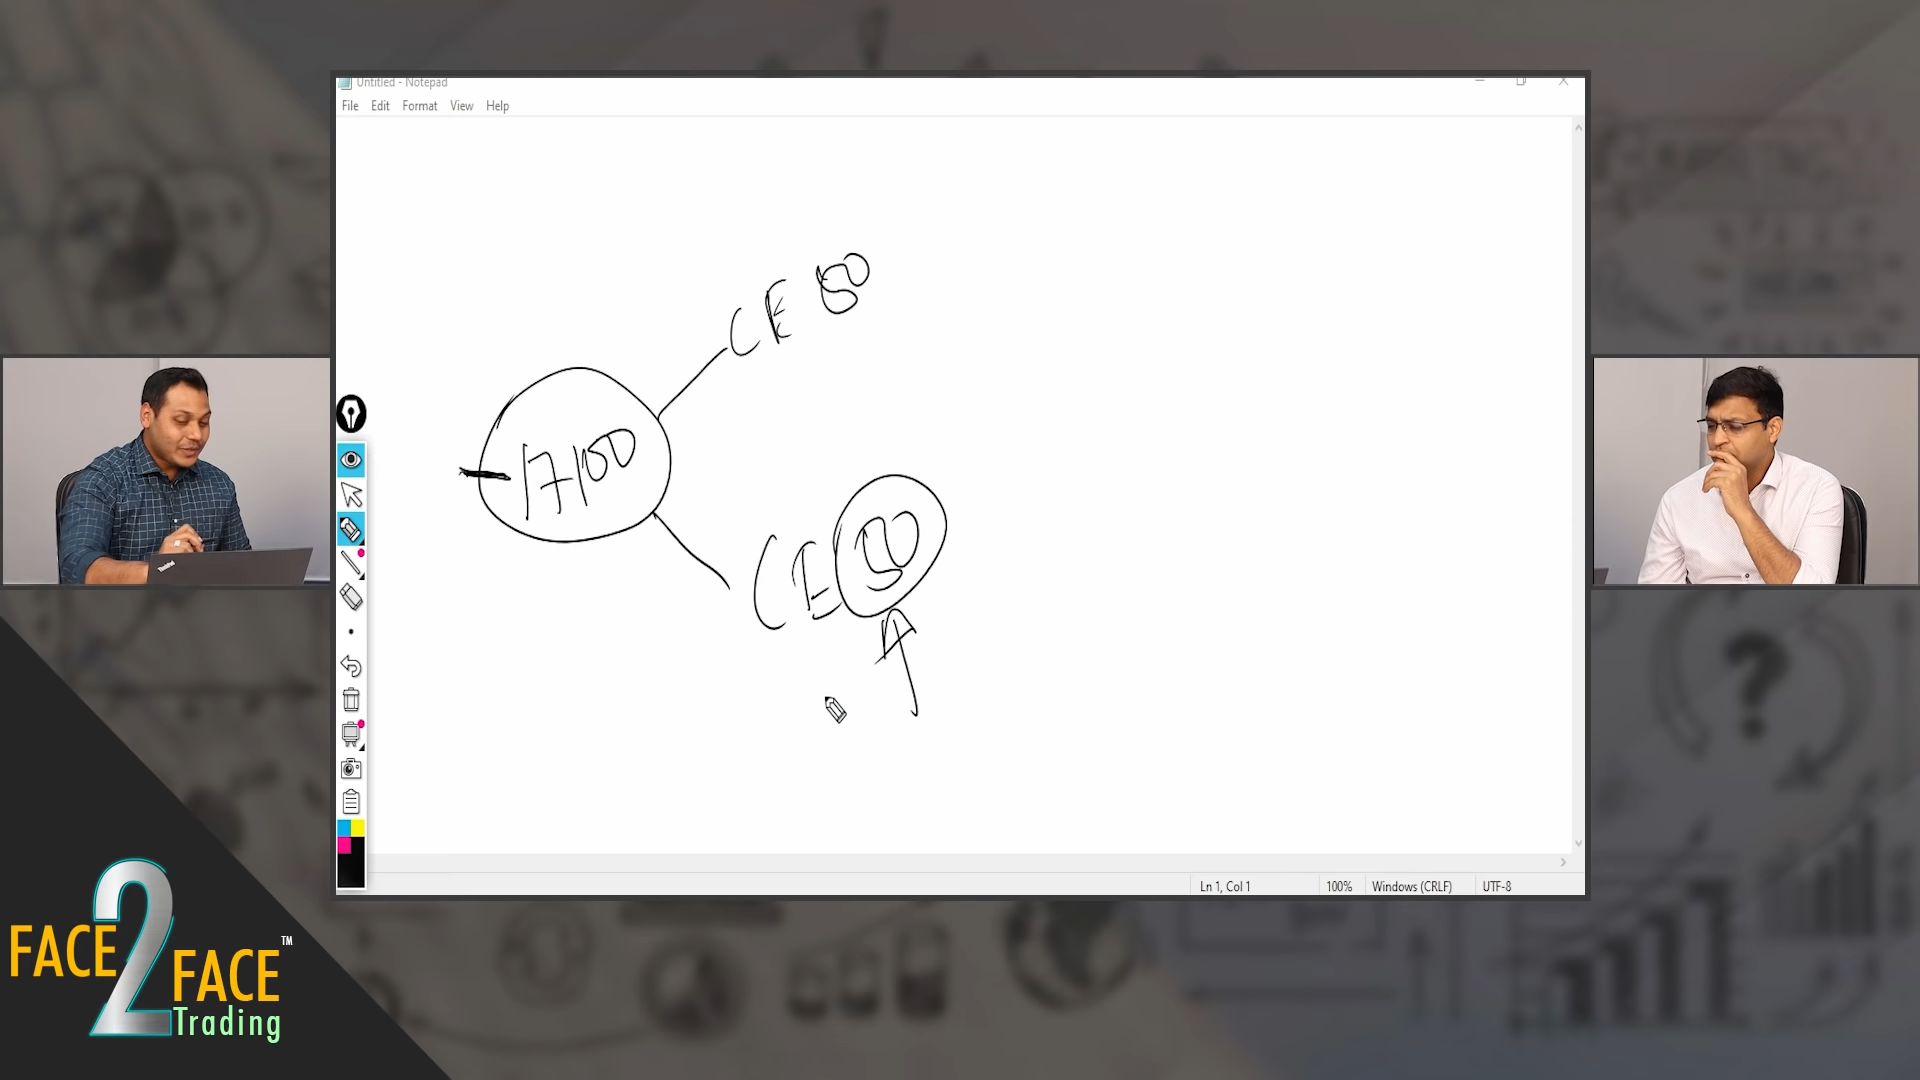 Untitled - Notepad
File Edit Format View Help
CE 50
17100
CE 50
Ln 1, Col 1 100% Windows (CRLF) UTF-8
FACE 2 FACE ™
Trading